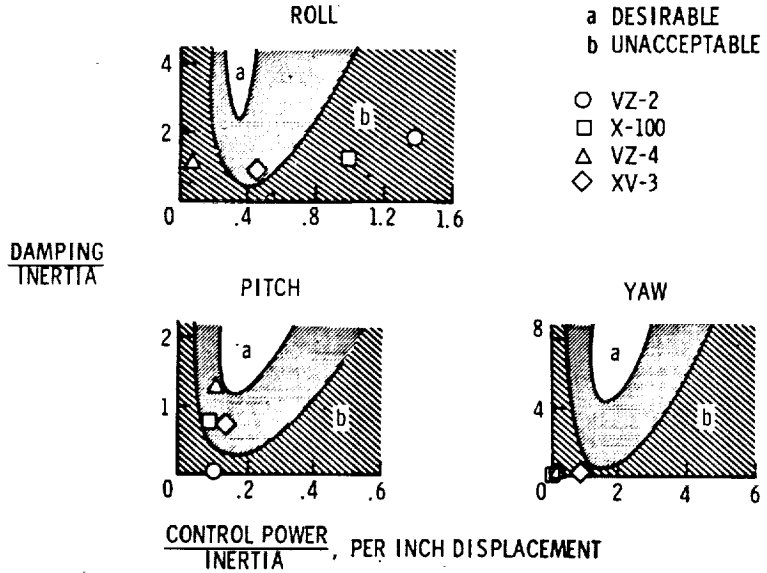 ROLL
a DESIRABLE
b UNACCEPTABLE
○ VZ-2
□ X-100
△ VZ-4
◇ XV-3
4
2
a
b
0 .4 .8 1.2 1.6
DAMPING
INERTIA
PITCH
2
1
a
b
0 .2 .4 .6
YAW
8
4
a
b
0 2 4 6
CONTROL POWER
INERTIA , PER INCH DISPLACEMENT